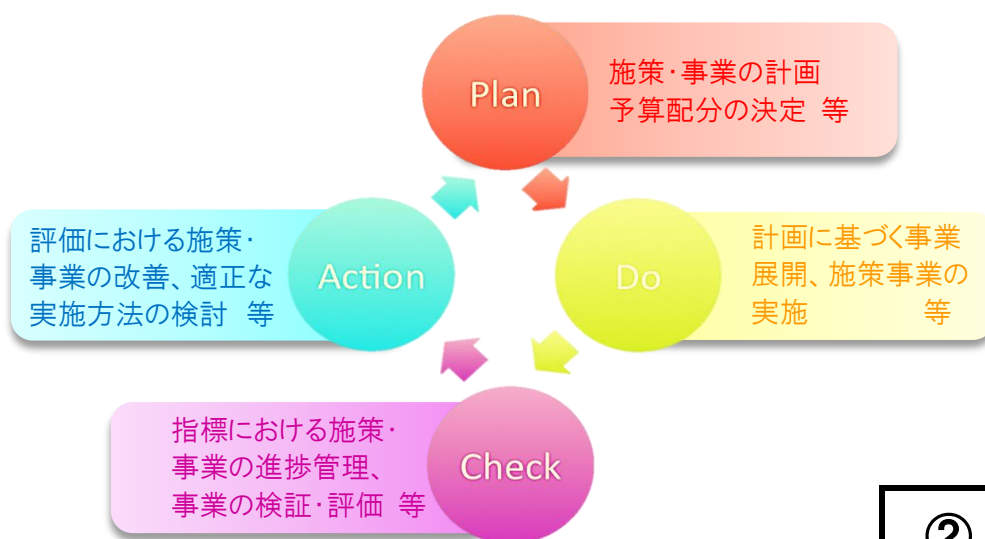 Plan
施策･事業の計画
予算配分の決定 等
Do
計画に基づく事業
展開、施策事業の
実施 等
Check
指標における施策･
事業の進捗管理、
事業の検証･評価 等
Action
評価における施策･
事業の改善、適正な
実施方法の検討 等
②